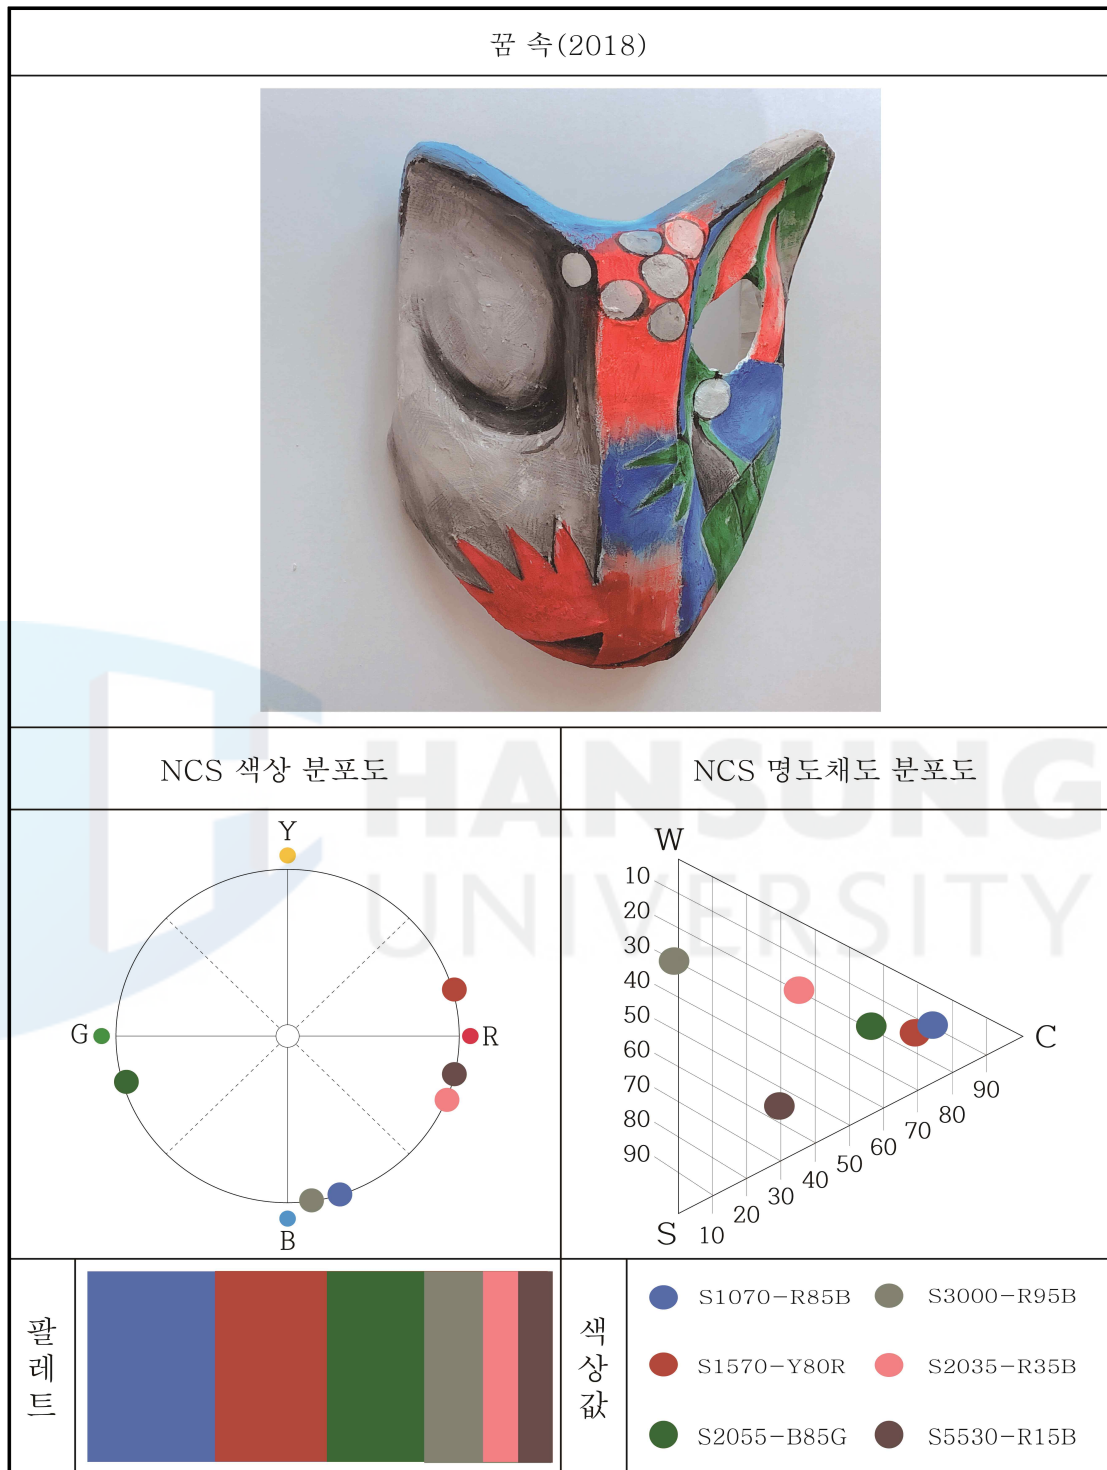 꿈 속(2018)
NCS 색상 분포도
NCS 명도채도 분포도
HANSUNG
UNIVERSITY
Y
G
R
B
W
10
20
30
40
50
60
70
80
90
S
10
20
30
40
50
60
70
80
90
C
팔레트
색상값
S1070-R85B
S3000-R95B
S1570-Y80R
S2035-R35B
S2055-B85G
S5530-R15B